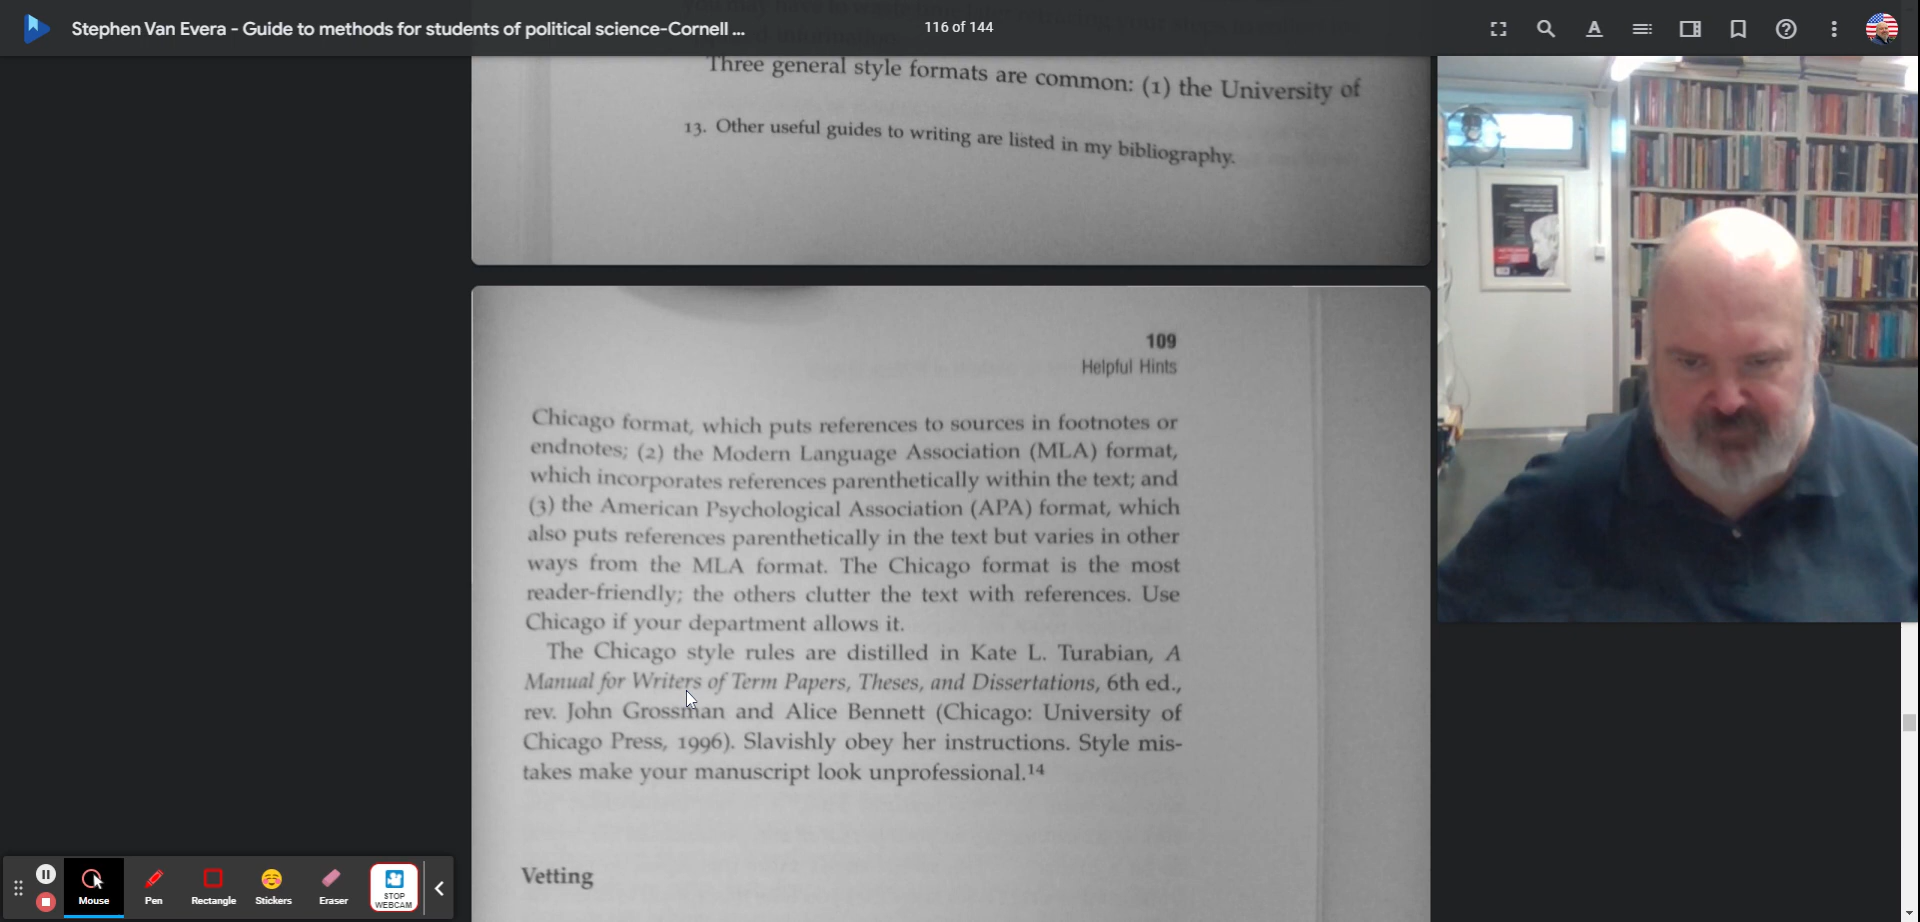 Stephen Van Evera - Guide to methods for students of political science-Cornell ...
116 of 144
Three general style formats are common: (1) the University of
13. Other useful guides to writing are listed in my bibliography.
109
Helpful Hints
Chicago format, which puts references to sources in footnotes or
endnotes; (2) the Modern Language Association (MLA) format,
which incorporates references parenthetically within the text; and
(3) the American Psychological Association (APA) format, which
also puts references parenthetically in the text but varies in other
ways from the MLA format. The Chicago format is the most
reader-friendly; the others clutter the text with references. Use
Chicago if your department allows it.
The Chicago style rules are distilled in Kate L. Turabian, A
Manual for Writers of Term Papers, Theses, and Dissertations, 6th ed.,
rev. John Grossman and Alice Bennett (Chicago: University of
Chicago Press, 1996). Slavishly obey her instructions. Style mis-
takes make your manuscript look unprofessional.14
Vetting
Mouse
Pen
Rectangle
Stickers
Eraser
STOP
WEBCAM